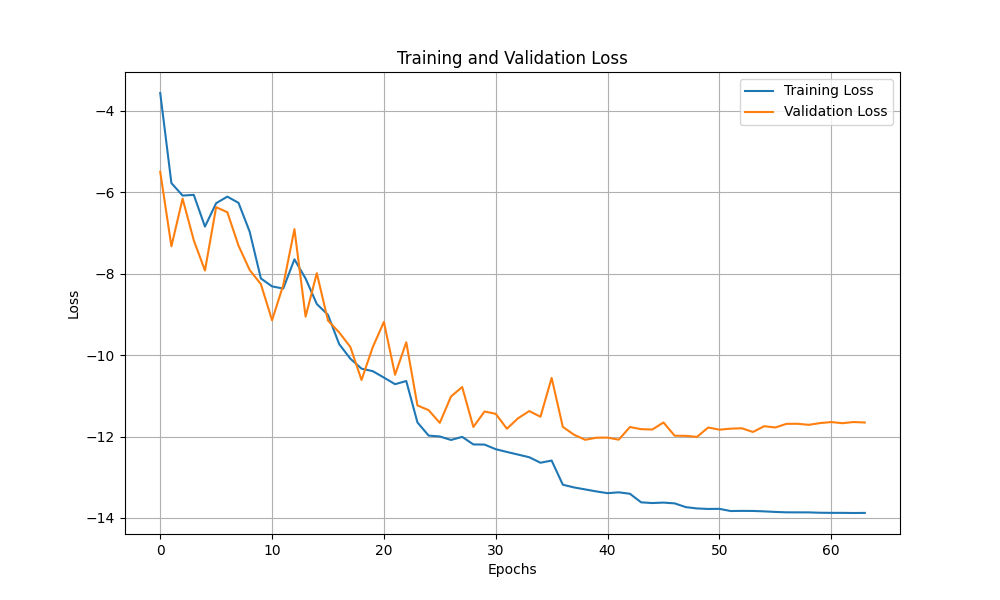 Training and Validation Loss
Training Loss
Validation Loss
−4
−6
−8
−10
−12
−14
Loss
0 10 20 30 40 50 60
Epochs